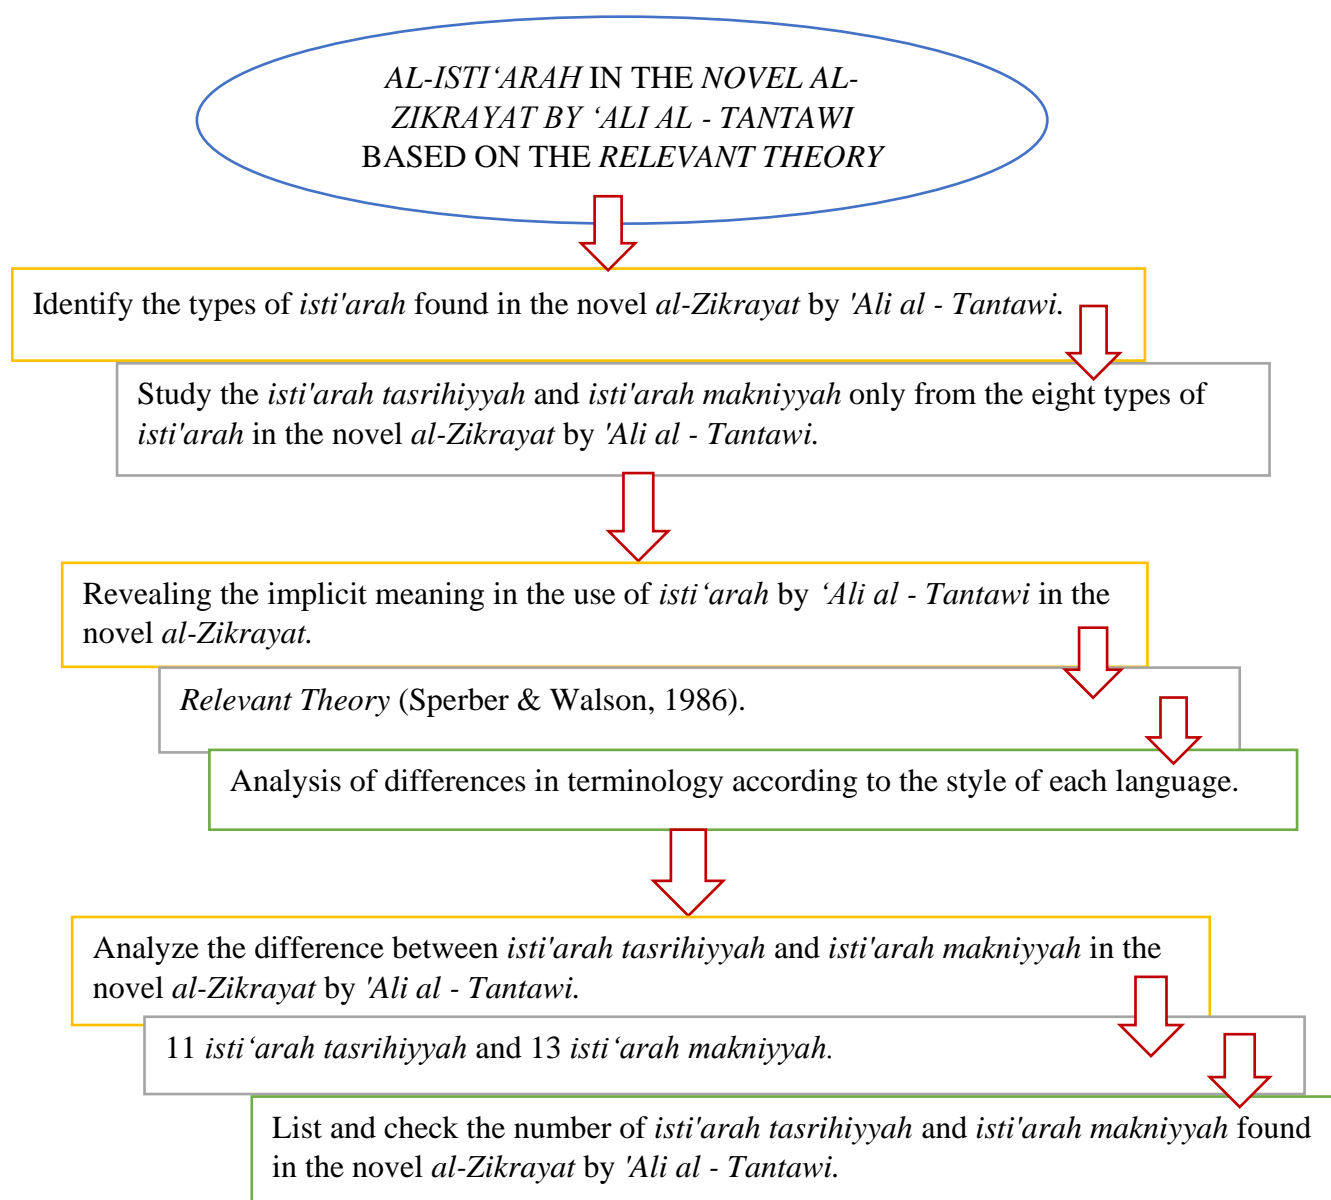 AL-ISTI‘ARAH IN THE NOVEL AL-
ZIKRAYAT BY ‘ALI AL - TANTAWI
BASED ON THE RELEVANT THEORY
Identify the types of isti'arah found in the novel al-Zikrayat by 'Ali al - Tantawi.
Study the isti'arah tasrihiyyah and isti'arah makniyyah only from the eight types of
isti'arah in the novel al-Zikrayat by 'Ali al - Tantawi.
Revealing the implicit meaning in the use of isti‘arah by ‘Ali al - Tantawi in the
novel al-Zikrayat.
Relevant Theory (Sperber & Walson, 1986).
Analysis of differences in terminology according to the style of each language.
Analyze the difference between isti'arah tasrihiyyah and isti'arah makniyyah in the
novel al-Zikrayat by 'Ali al - Tantawi.
11 isti‘arah tasrihiyyah and 13 isti‘arah makniyyah.
List and check the number of isti'arah tasrihiyyah and isti'arah makniyyah found
in the novel al-Zikrayat by 'Ali al - Tantawi.